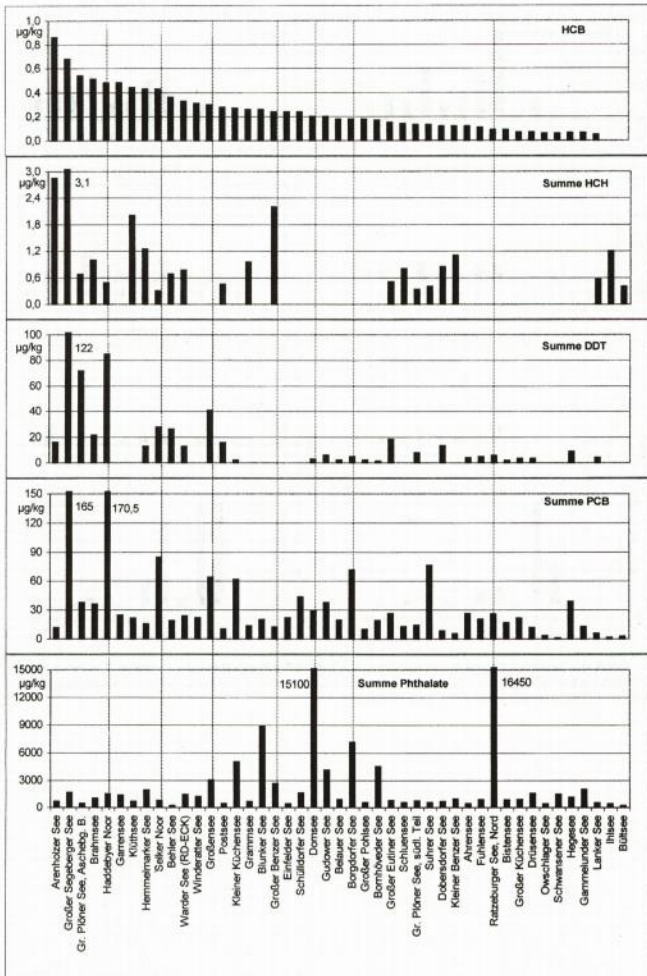 HCB
1,0
µg/kg
0,8
0,6
0,4
0,2
0,0
Summe HCH
3,0
µg/kg
2,4
3,1
1,8
1,2
0,6
0,0
Summe DDT
100
µg/kg
80
122
60
40
20
0
Summe PCB
150
µg/kg
120
165
170,5
90
60
30
0
Summe Phthalate
15000
µg/kg
12000
15100
16450
9000
6000
3000
0
Arenholzer See
Großer Segeberger See
Gr. Plöner See, Aschebg. B.
Brahmsee
Haddebyer Noor
Garrensee
Klüthsee
Hemmelmarker See
Selker Noor
Behler See
Warder See (RD-ECK)
Winderatter See
Großensee
Postsee
Kleiner Küchensee
Grammsee
Blunker See
Großer Benzer See
Einfelder See
Schülldorfer See
Domsee
Gudower See
Belauer See
Borgdorfer See
Großer Pohlsee
Bornhöveder See
Großer Eutiner See
Schluensee
Gr. Plöner See, südl. Teil
Suhrer See
Dobersdorfer See
Kleiner Benzer See
Ahrensee
Fuhlensee
Ratzeburger See, Nord
Bistensee
Großer Küchensee
Drüsensee
Owschlager See
Schwansener See
Hegesee
Gammelunder See
Lanker See
Ihlsee
Bültsee